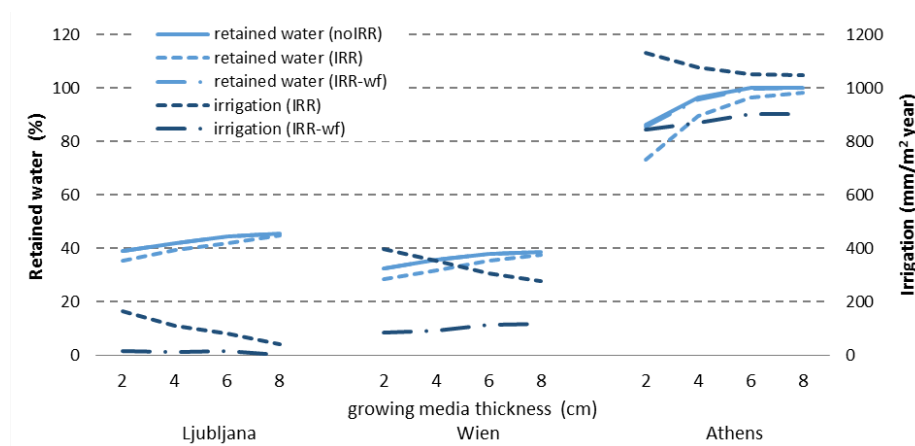 120
100
80
60
40
20
0
Retained water (%)
retained water (noIRR)
retained water (IRR)
retained water (IRR-wf)
irrigation (IRR)
irrigation (IRR-wf)
1200
1000
800
600
400
200
0
Irrigation (mm/m² year)
2 4 6 8 2 4 6 8 2 4 6 8
growing media thickness (cm)
Ljubljana Wien Athens